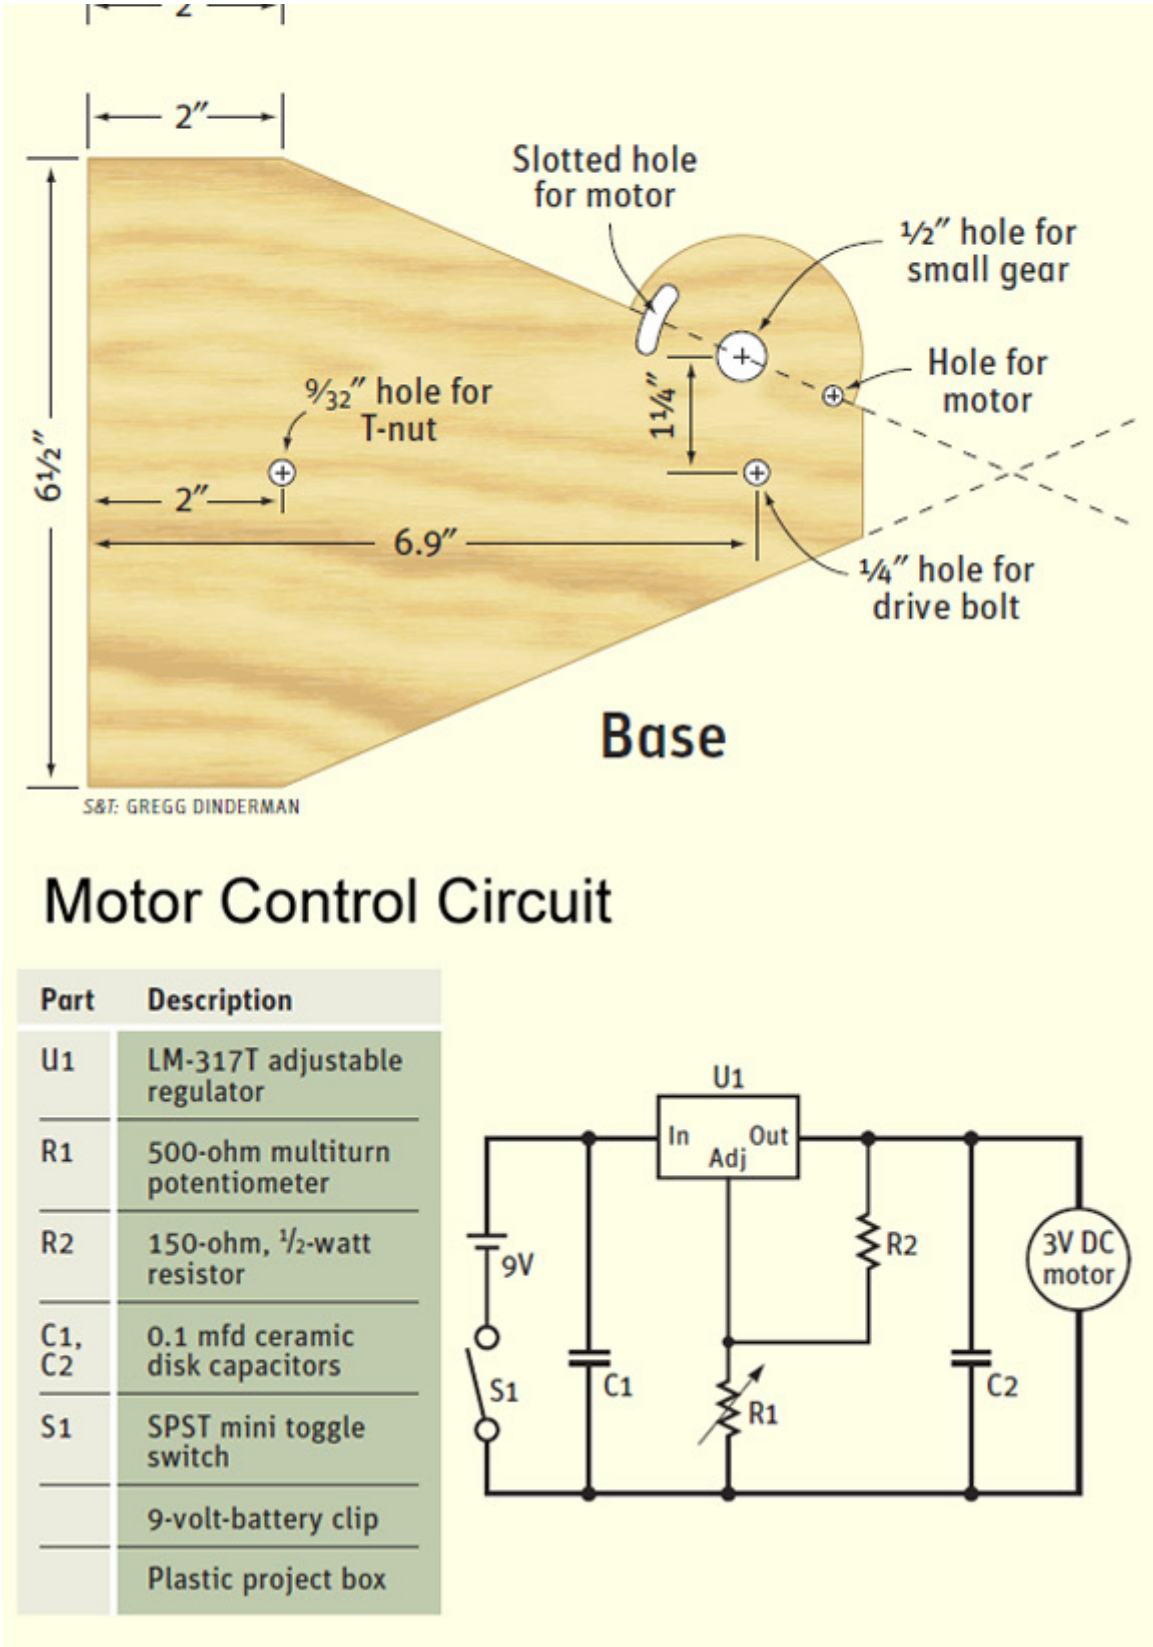 2
2″
Slotted hole
for motor
½″ hole for
small gear
Hole for
motor
9/32″ hole for
T-nut
1¼″
6½″
2″
6.9″
¼″ hole for
drive bolt
Base
S&T: GREGG DINDERMAN
Motor Control Circuit
Part Description
U1 LM-317T adjustable
regulator
R1 500-ohm multiturn
potentiometer
R2 150-ohm, 1/2-watt
resistor
C1, 0.1 mfd ceramic
C2 disk capacitors
S1 SPST mini toggle
switch
9-volt-battery clip
Plastic project box
U1
In Out
Adj
R2
3V DC
motor
9V
S1
C1
R1
C2